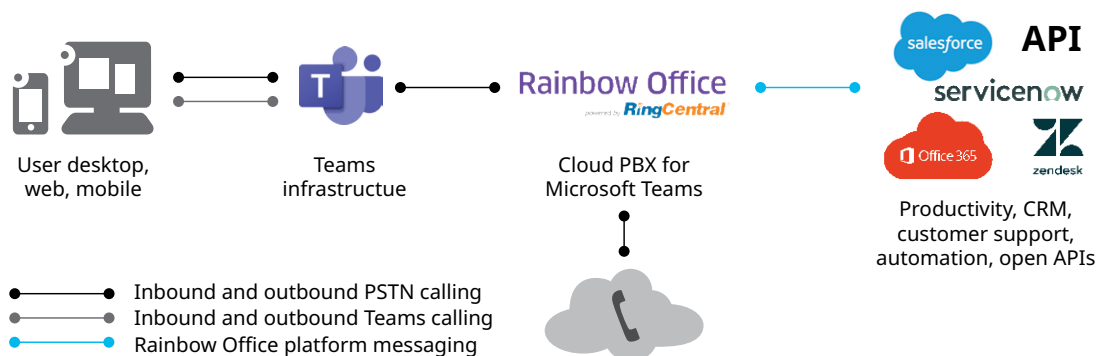 salesforce
API
servicenow
Office 365
zendesk
T
Rainbow Office
powered by RingCentral
User desktop,
web, mobile
Teams
infrastructue
Cloud PBX for
Microsoft Teams
Productivity, CRM,
customer support,
automation, open APIs
Inbound and outbound PSTN calling
Inbound and outbound Teams calling
Rainbow Office platform messaging